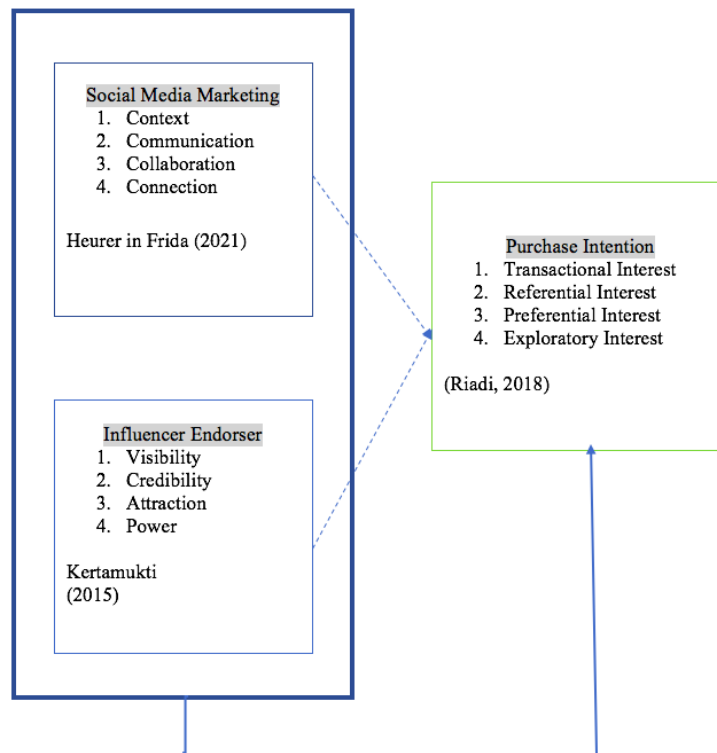 Social Media Marketing
1. Context
2. Communication
3. Collaboration
4. Connection
Heurer in Frida (2021)
Influencer Endorser
1. Visibility
2. Credibility
3. Attraction
4. Power
Kertamukti
(2015)
Purchase Intention
1. Transactional Interest
2. Referential Interest
3. Preferential Interest
4. Exploratory Interest
(Riadi, 2018)